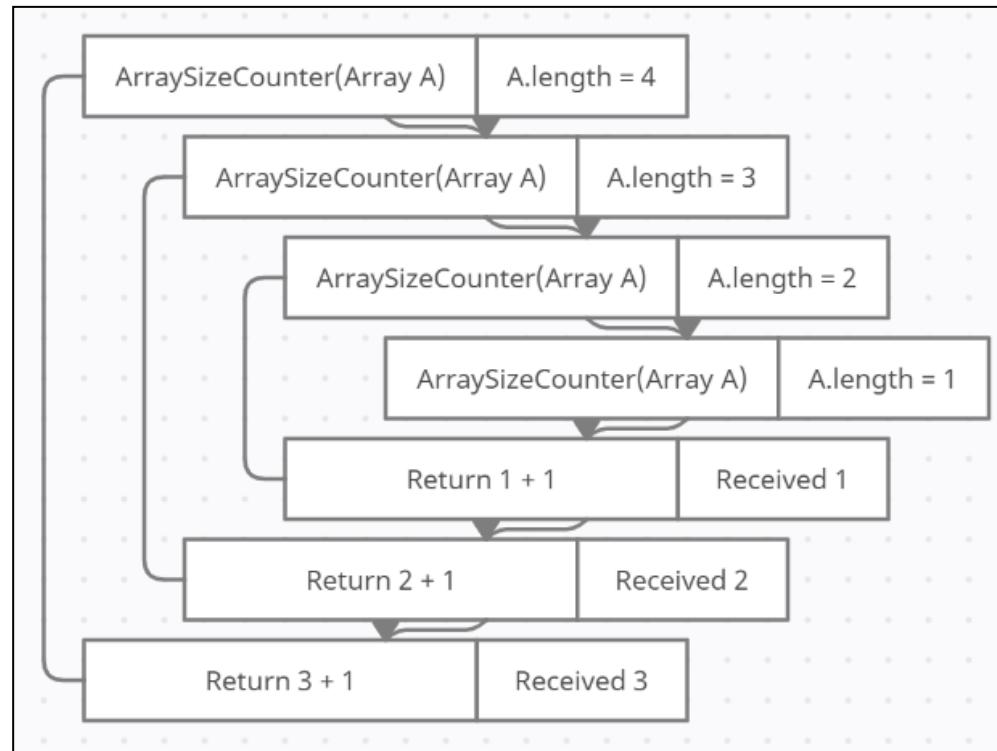 ArraySizeCounter(Array A) A.length = 4
ArraySizeCounter(Array A) A.length = 3
ArraySizeCounter(Array A) A.length = 2
ArraySizeCounter(Array A) A.length = 1
Return 1 + 1 Received 1
Return 2 + 1 Received 2
Return 3 + 1 Received 3